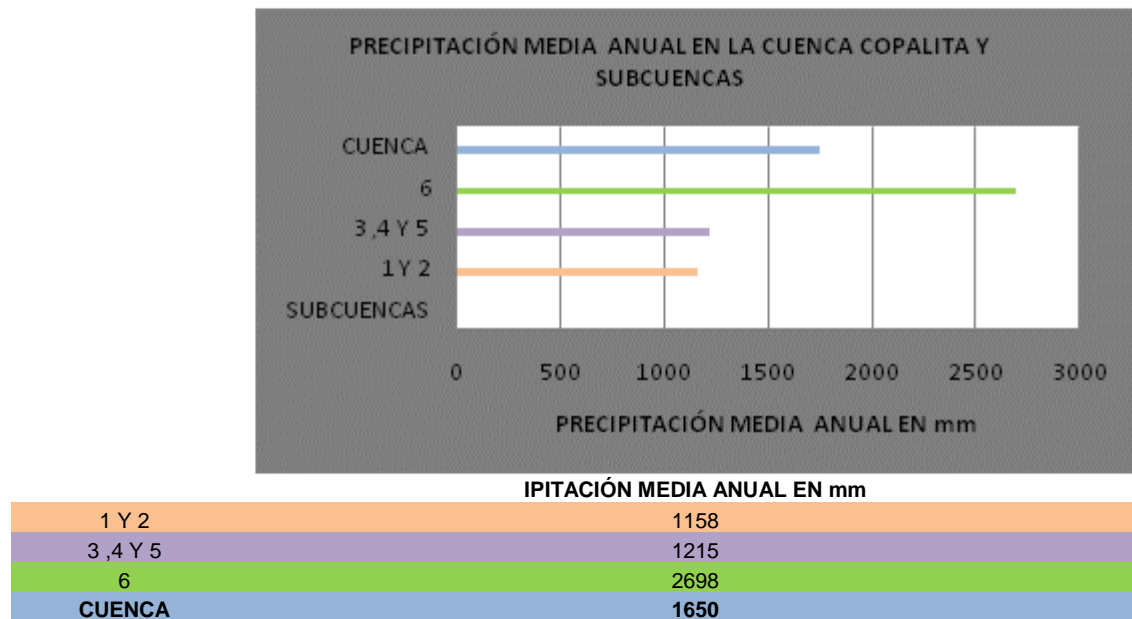 PRECIPITACIÓN MEDIA ANUAL EN LA CUENCA COPALITA Y
SUBCUENCAS
CUENCA
6
3 ,4 Y 5
1 Y 2
SUBCUENCAS
0 500 1000 1500 2000 2500 3000
PRECIPITACIÓN MEDIA ANUAL EN mm
IPITACIÓN MEDIA ANUAL EN mm
1 Y 2 1158
3 ,4 Y 5 1215
6 2698
CUENCA 1650